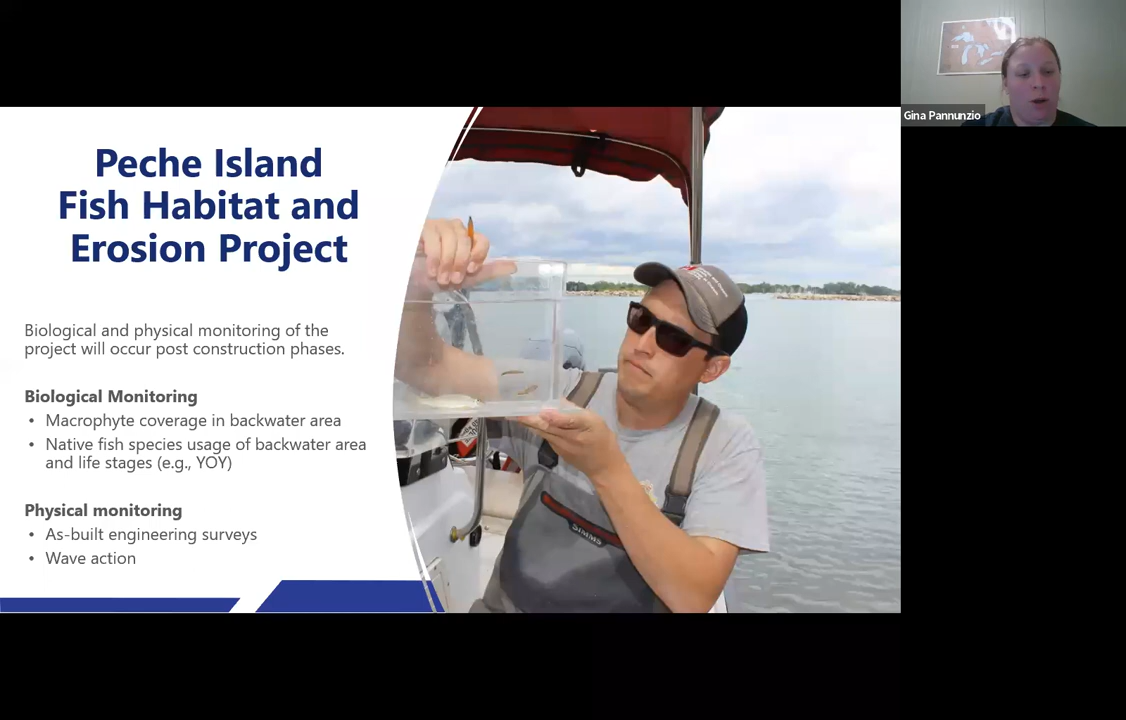 Peche Island
Fish Habitat and
Erosion Project
Biological and physical monitoring of the
project will occur post construction phases.
Biological Monitoring
• Macrophyte coverage in backwater area
• Native fish species usage of backwater area
and life stages (e.g., YOY)
Physical monitoring
• As-built engineering surveys
• Wave action
SIMMS
Gina Pannunzio